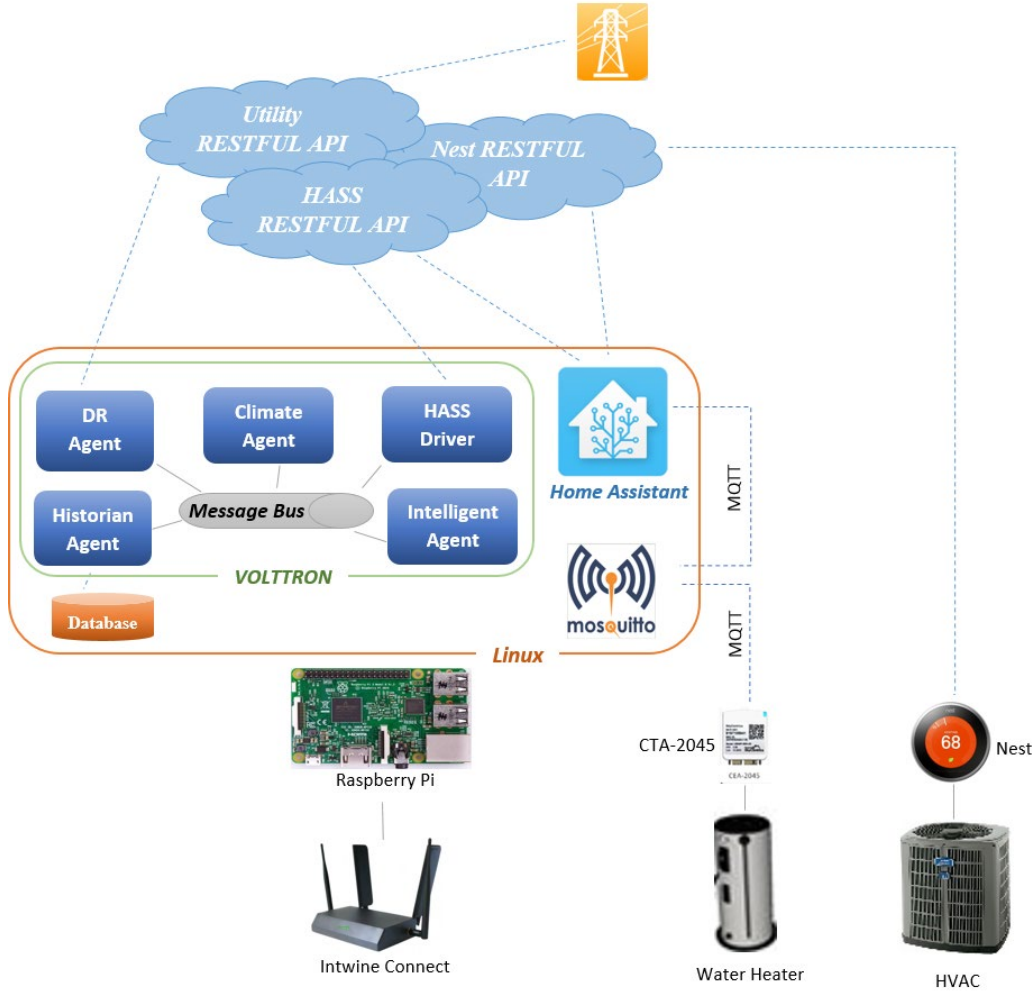 Utility
RESTFUL API
Nest RESTFUL
API
HASS
RESTFUL API
DR
Agent
Climate
Agent
HASS
Driver
Home Assistant
Message Bus
Historian
Agent
Intelligent
Agent
VOLTTRON
Database
mosquitto
Linux
MQTT
MQTT
CTA-2045
CEA-2045
68
Nest
Raspberry Pi
Intwine Connect
Water Heater
HVAC